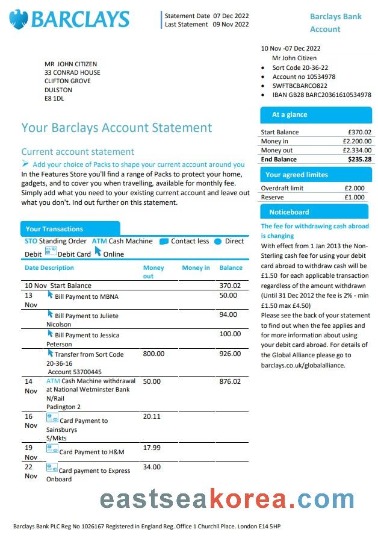 BARCLAYS
Statement Date 07 Dec 2022
Last Statement 09 Nov 2022
Barclays Bank
Account
MR JOHN CITIZEN
33 CONRAD HOUSE
CLIFTON GROVE
DULSTON
E8 1DL
10 Nov -07 Dec 2022
Mr John Citizen
• Sort Code 20-36-22
• Account no 10534978
• SWFTBCBARCO822
• IBAN GB28 BARC20361610534978
Your Barclays Account Statement
Current account statement
Add your choice of Packs to shape your current account around you
In the Features Store you'll find a range of Packs to protect your home,
gadgets, and to cover you when travelling, available for monthly fee.
Simply add what you need to your existing current account and leave out
what you don't. Ind out further on this statement.
At a glance
Start Balance £370.02
Money in £2.200.00
Money out £2.334.00
End Balance $235.28
Your agreed limites
Overdraft limit £2.000
Reserve £1.000
Noticeboard
The fee for withdrawing cash abroad
is changing
With effect from 1 Jan 2013 the Non-
Sterling cash fee for using your debit
card abroad to withdraw cash will be
£1.50 for each applicable transaction
regardless of the amount withdrawn
(Until 31 Dec 2012 the fee is 2% - min
£1.50 max £4.50)
Please see the back of your statement
to find out when the fee applies and
for more information about using
your debit card abroad. For details of
the Global Alliance please go to
barclays.co.uk/globalliance.
Your Transactions
STO Standing Order ATM Cash Machine Contact less Direct
Debit Debit Card Online
Date Description Money out Money in Balance
10 Nov Start Balance 370.02
13 Nov Bill Payment to MBNA 50.00
Bill Payment to Juliete
Nicolson 94.00
Bill Payment to Jessica
Peterson 100.00
Transfer from Sort Code 800.00 926.00
20-36-16
Account 53700445
14 Nov ATM Cash Machine withdrawal 50.00 876.02
at National Wetminster Bank
N/Rail
Padington 2
16 Nov Card Payment to 20.11
Sainsburys
S/Mkts
19 Nov Card Payment to H&M 17.99
22 Nov Card payment to Express 34.00
Onboard
eastseakorea.com
Barclays Bank PLC Reg No 1026167 Registered in England Reg. Office 1 Churchil Place. London E14 5HP